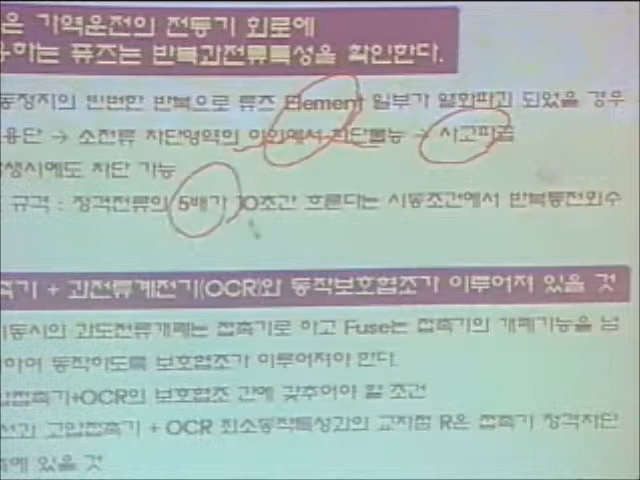 은 가역운전의 전동기 회로에
하는 퓨즈는 반복과전류특성을 확인한다.
동정지의 빈번한 반복으로 퓨즈 Element 일부가 열화파괴 되었을 경우
용단 → 소전류 차단영역의 이외에서 차단불능 → 사고파급
생시에도 차단 가능
규격 : 정격전류의 5배가 10초간 흐른다는 시동조건에서 반복통전회수
촉기 + 과전류계전기(OCR)와 동작보호협조가 이루어져 있을 것
동시의 과도전류개폐는 접촉기로 하고 Fuse는 접촉기의 개폐기능을 넘
하여 동작하도록 보호협조가 이루어져야 한다.
압접촉기+OCR의 보호협조 간에 갖추어야 할 조건
선과 고압접촉기 + OCR 최소동작특성과의 교지점 R은 접촉기 정격차단
측에 있을 것